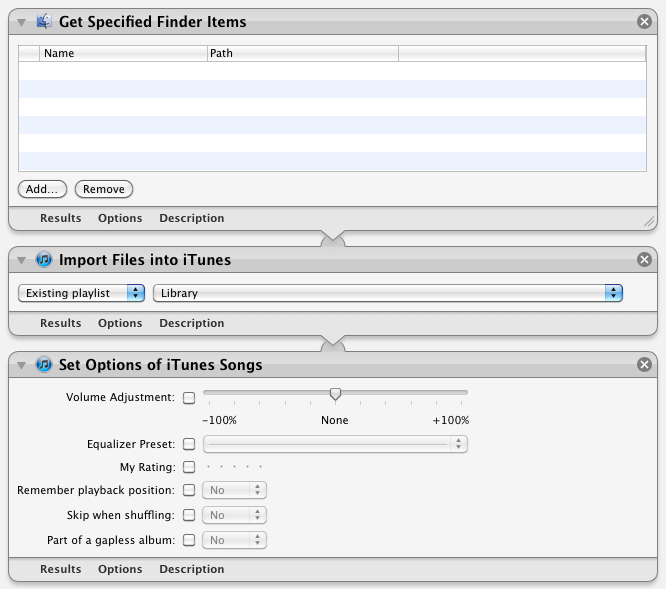 Get Specified Finder Items
Name Path
Add... Remove
Results Options Description
Import Files into iTunes
Existing playlist Library
Results Options Description
Set Options of iTunes Songs
Volume Adjustment:
-100% None +100%
Equalizer Preset:
My Rating:
Remember playback position: No
Skip when shuffling: No
Part of a gapless album: No
Results Options Description